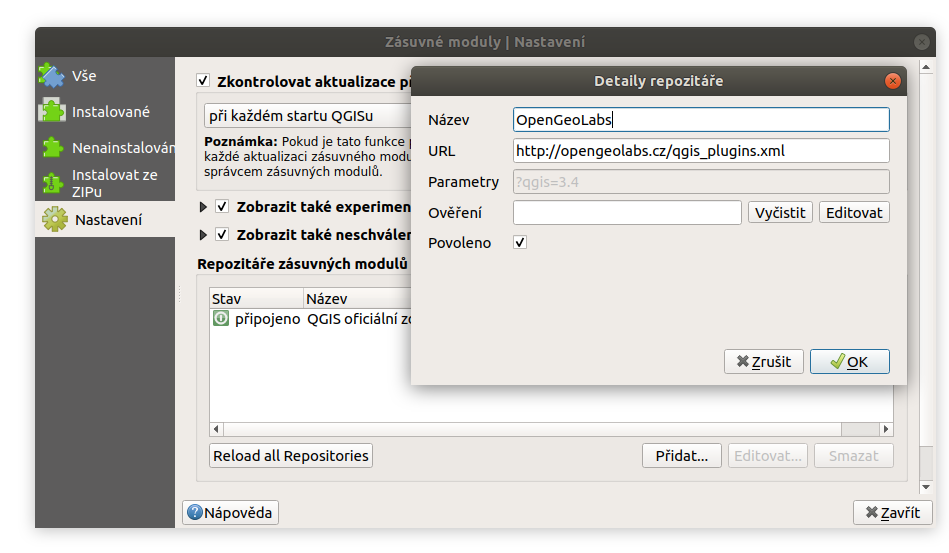 Zásuvné moduly | Nastavení
Vše
Instalované
Nenainstalován
Instalovat ze
ZIPu
Nastavení
Zkontrolovat aktualizace př
při každém startu QGISu
Poznámka: Pokud je tato funkce p
každé aktualizaci zásuvného modu
správcem zásuvných modulů.
Zobrazit také experimen
Zobrazit také neschválen
Repozitáře zásuvných modulů
Stav Název
připojeno QGIS oficiální zd
Reload all Repositories
Přidat...
Editovat...
Smazat
Nápověda
Zavřít
Detaily repozitáře
Název OpenGeoLabs
URL http://opengeolabs.cz/qgis_plugins.xml
Parametry ?qgis=3.4
Ověření Vyčistit Editovat
Povoleno
Zrušit OK